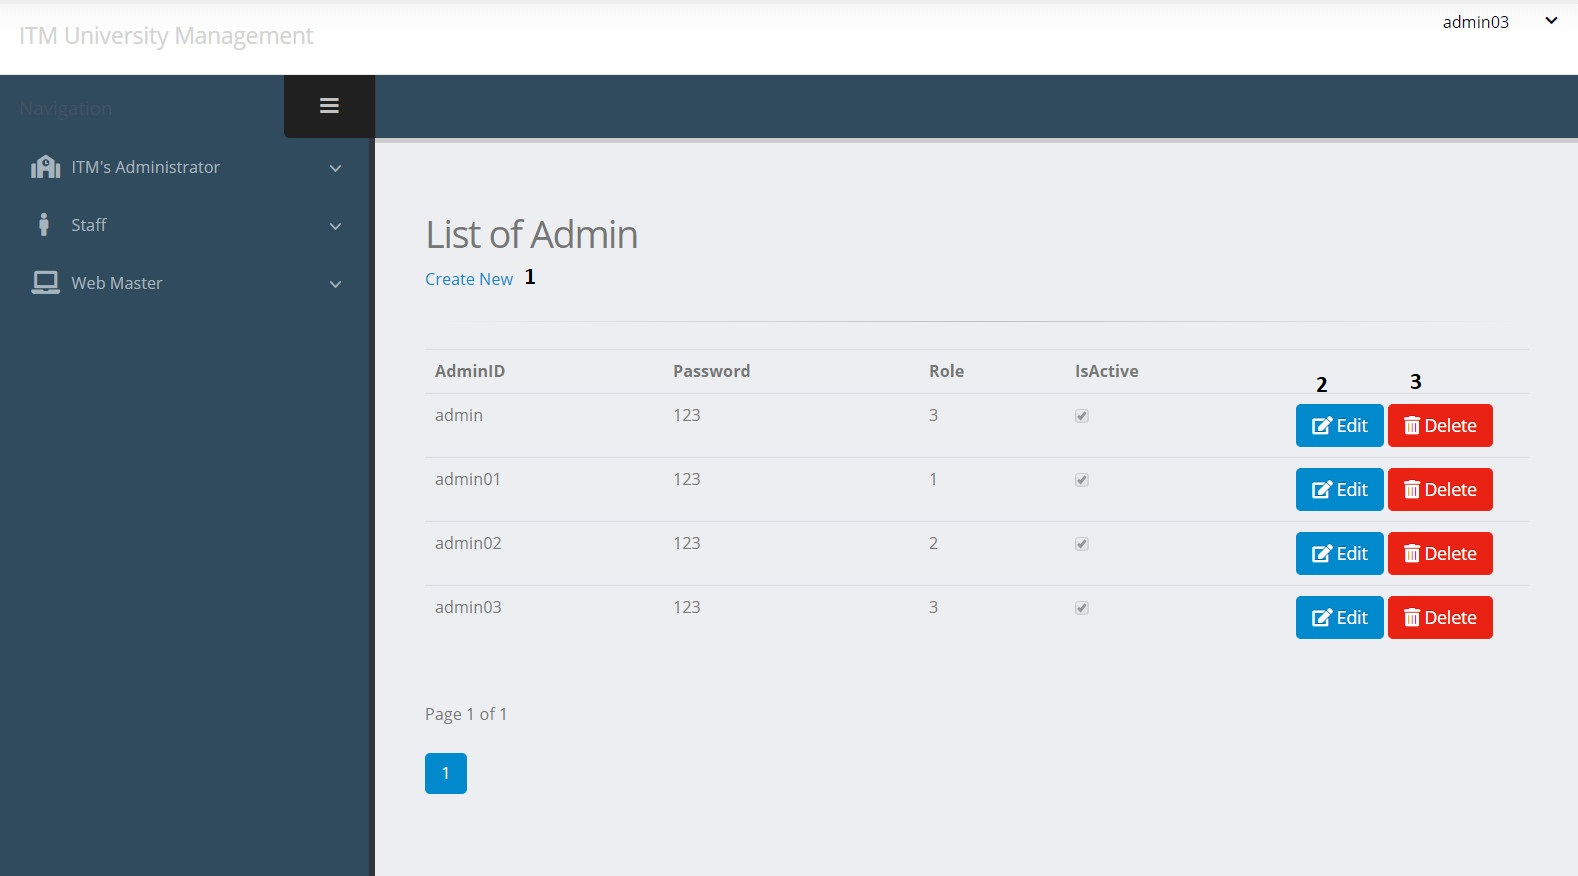 ITM University Management
admin03
Navigation
ITM's Administrator
Staff
Web Master
List of Admin
Create New 1
AdminID Password Role IsActive 2 3
admin 123 3 Edit Delete
admin01 123 1 Edit Delete
admin02 123 2 Edit Delete
admin03 123 3 Edit Delete
Page 1 of 1
1